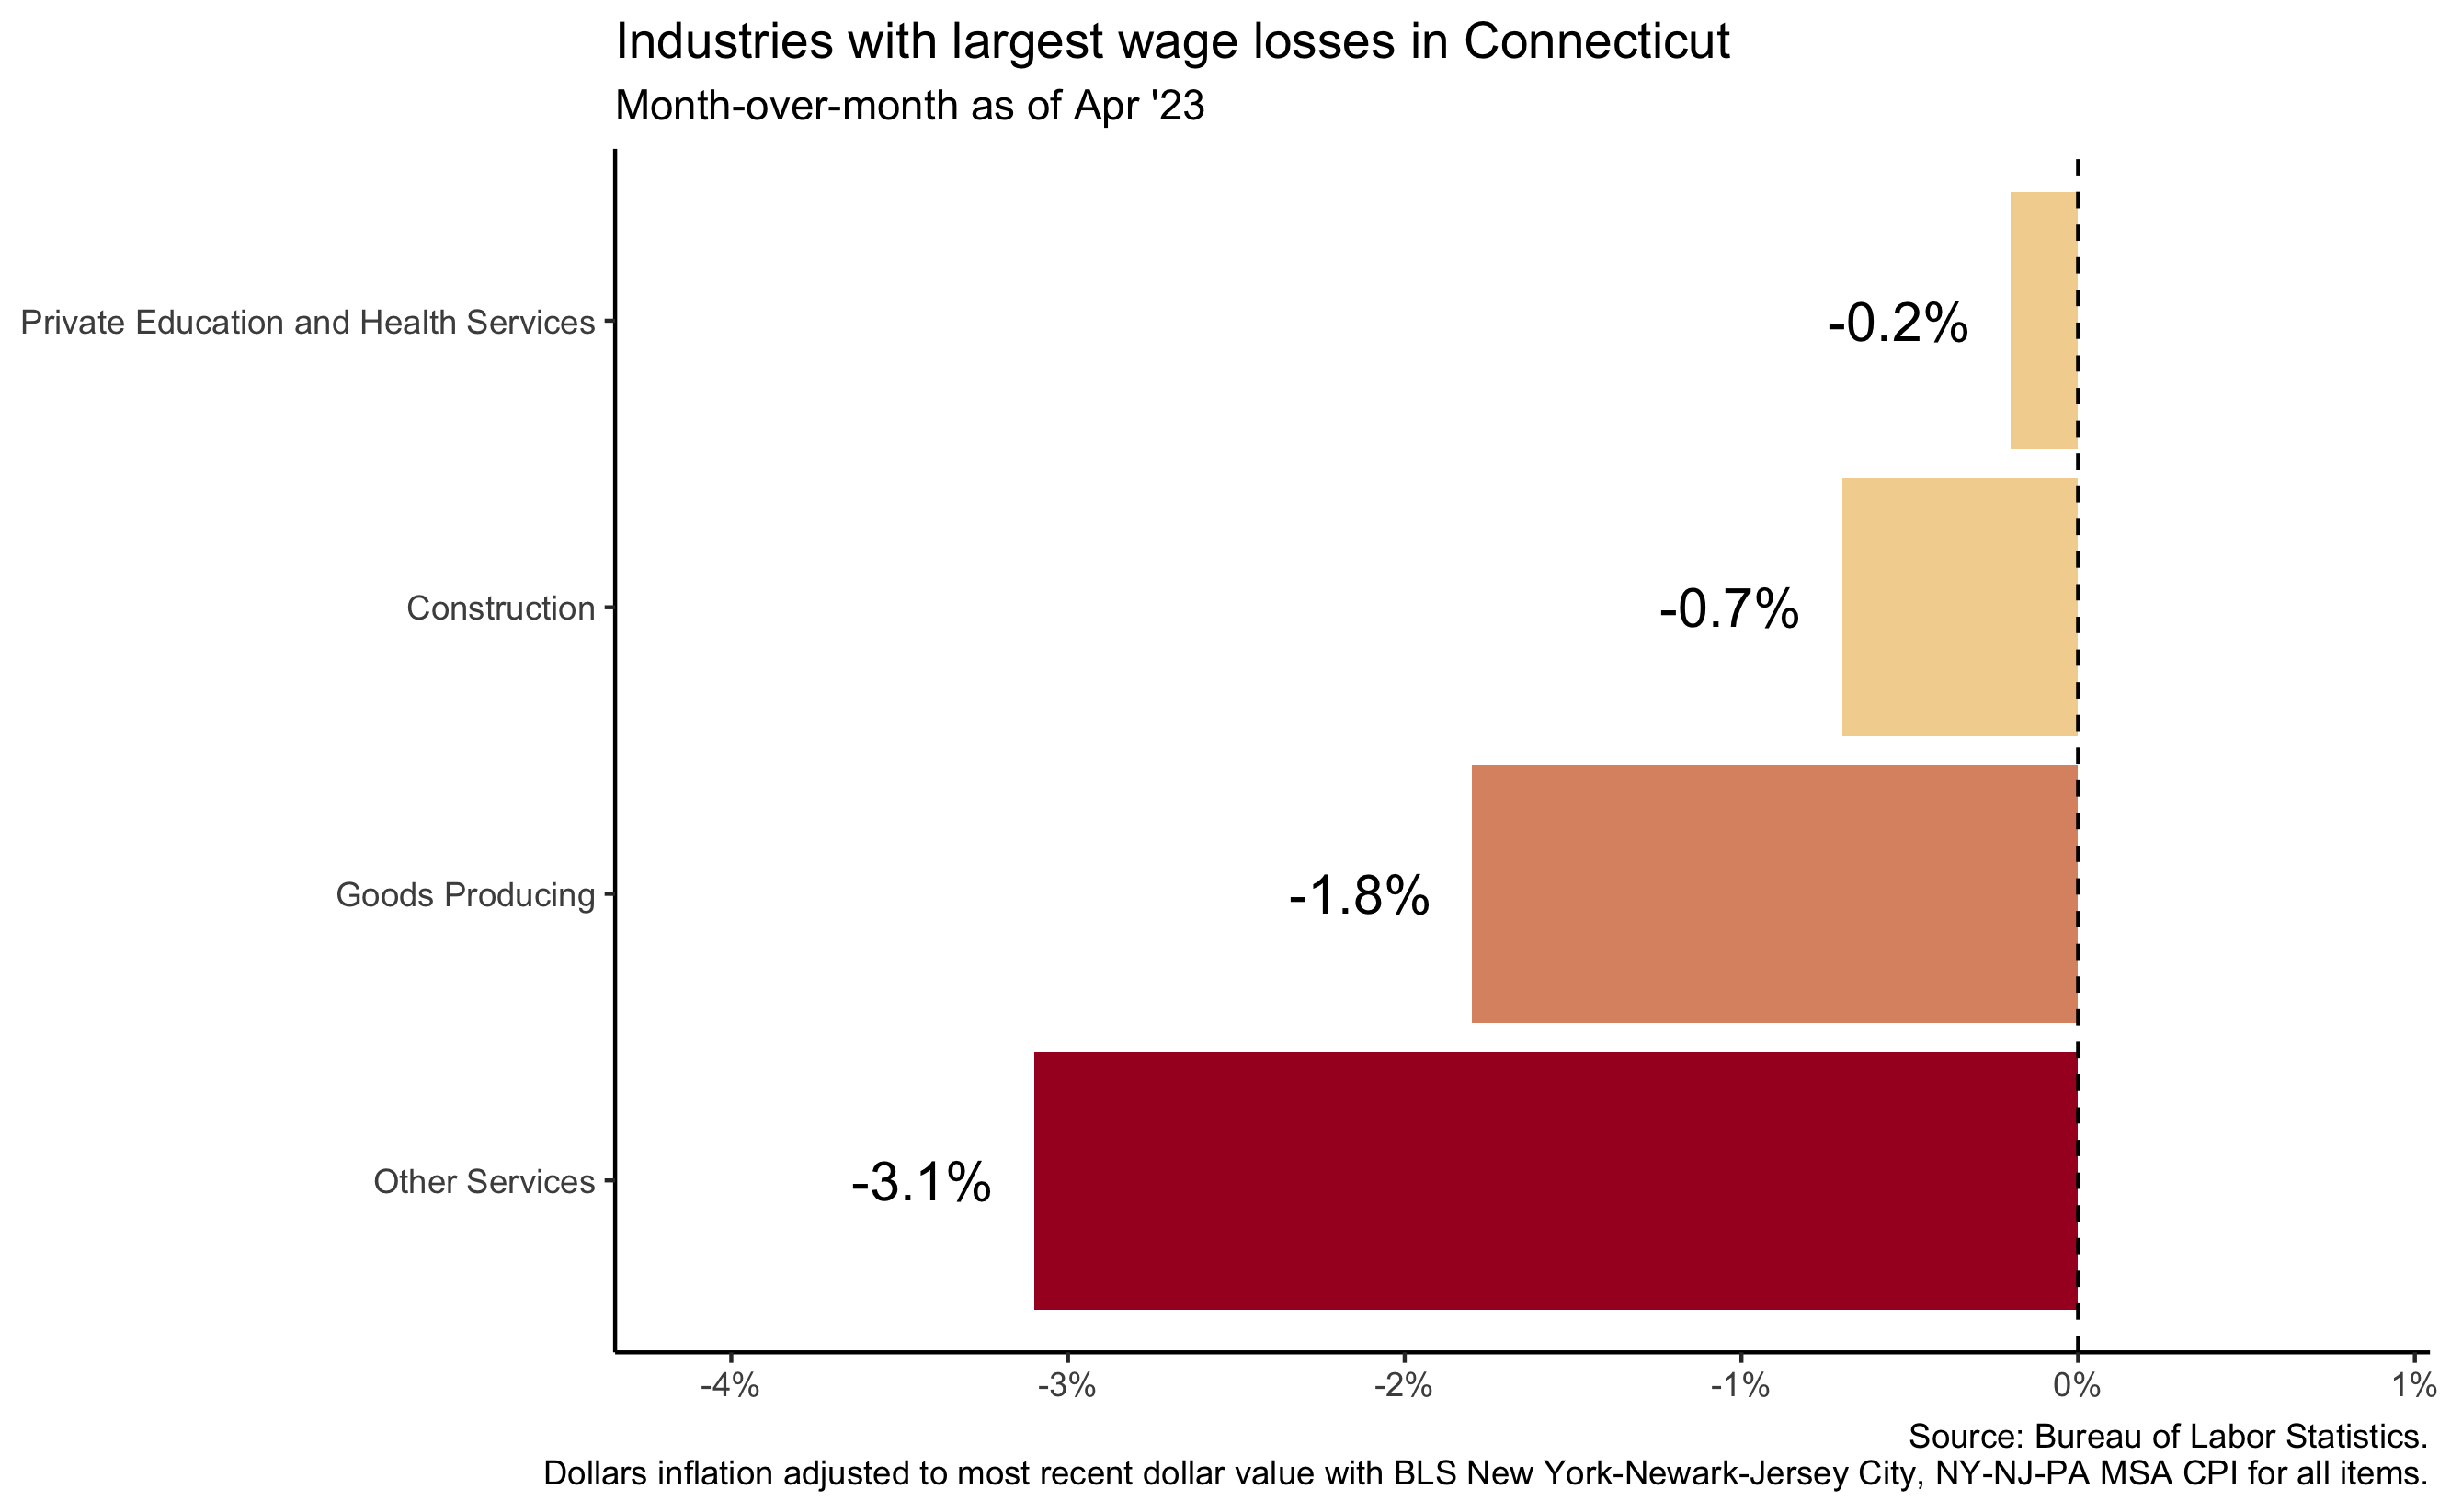 Industries with largest wage losses in Connecticut
Month-over-month as of Apr '23
Private Education and Health Services
-0.2%
Construction
-0.7%
Goods Producing
-1.8%
Other Services
-3.1%
-4% -3% -2% -1% 0% 1%
Source: Bureau of Labor Statistics.
Dollars inflation adjusted to most recent dollar value with BLS New York-Newark-Jersey City, NY-NJ-PA MSA CPI for all items.